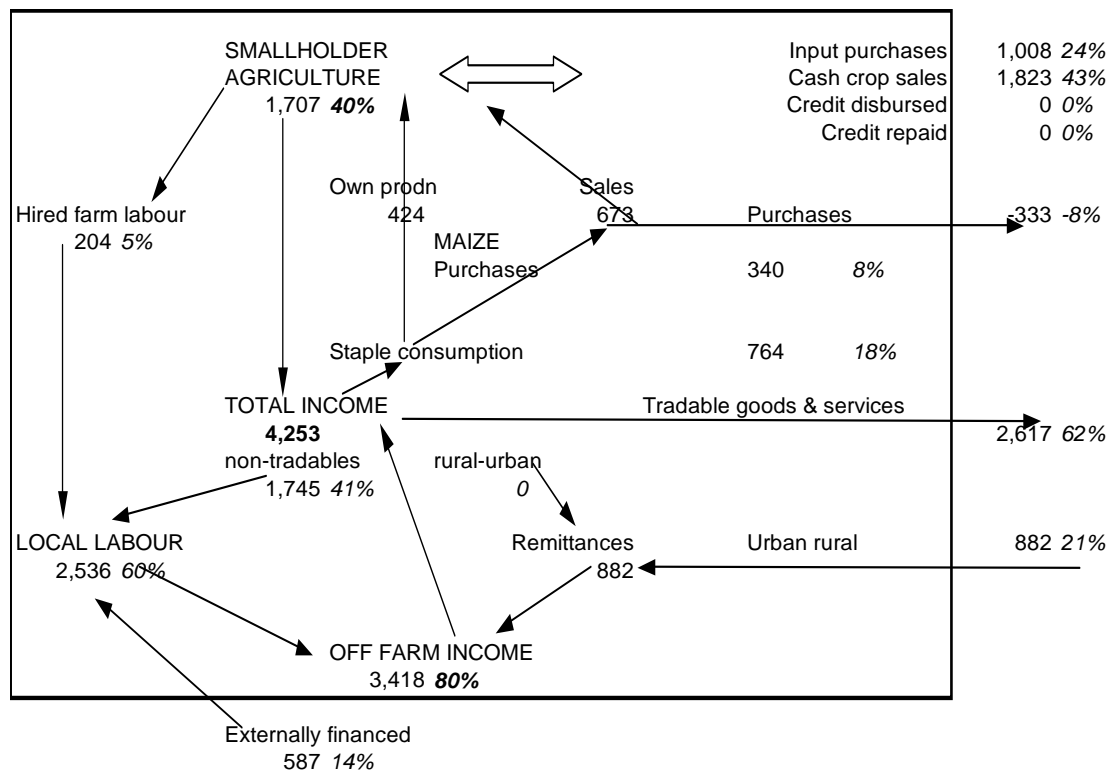 SMALLHOLDER
AGRICULTURE
1,707 40%
Input purchases 1,008 24%
Cash crop sales 1,823 43%
Credit disbursed 0 0%
Credit repaid 0 0%
Own prodn
424
Sales
673
Hired farm labour
204 5%
Purchases -333 -8%
MAIZE
Purchases 340 8%
Staple consumption 764 18%
TOTAL INCOME
4,253
Tradable goods & services
2,617 62%
non-tradables
1,745 41%
rural-urban
0
LOCAL LABOUR
2,536 60%
Remittances
882
Urban rural 882 21%
OFF FARM INCOME
3,418 80%
Externally financed
587 14%